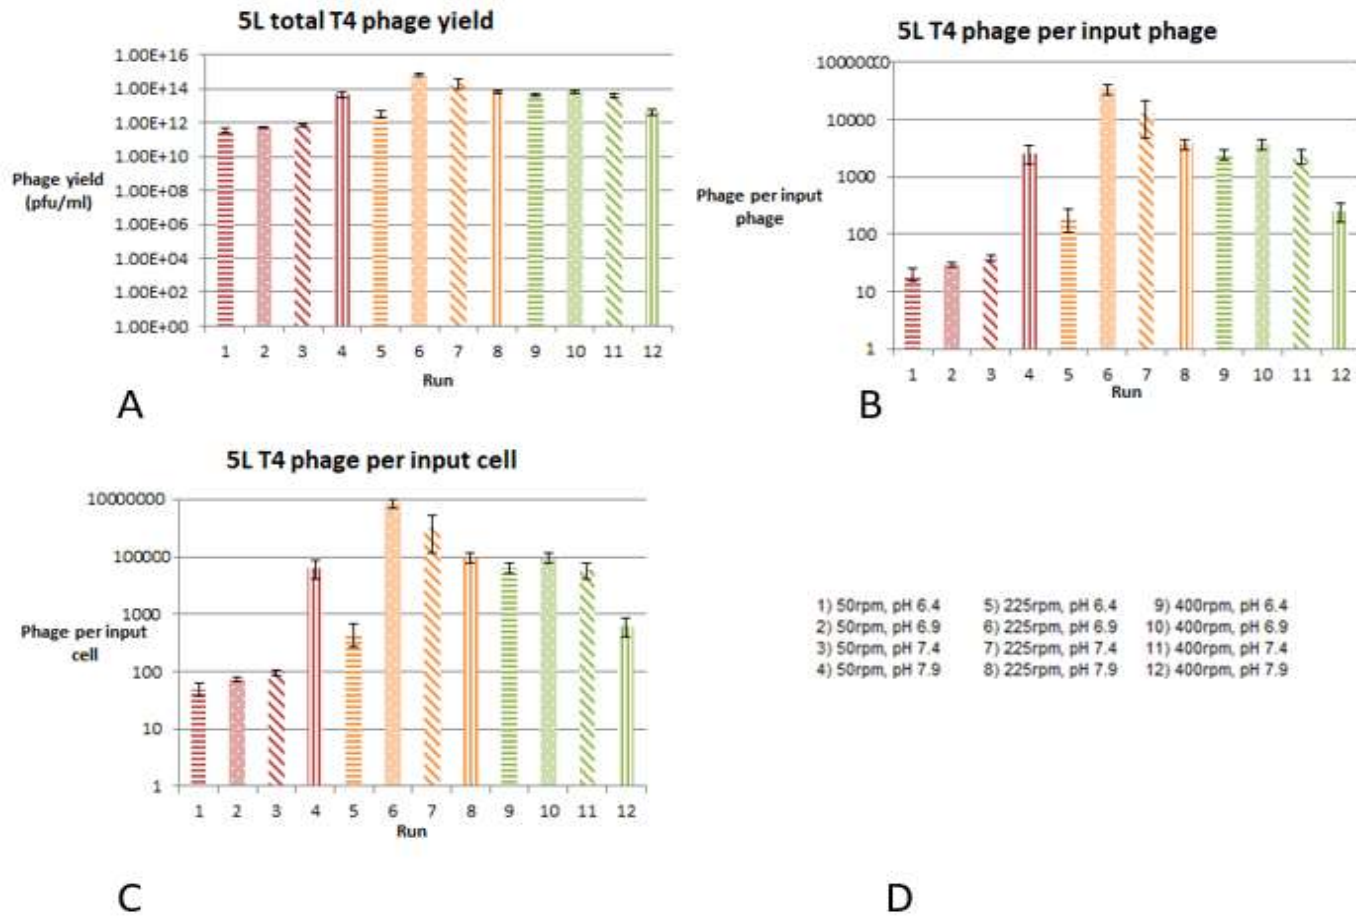 5L total T4 phage yield
1.00E+16
1.00E+14
1.00E+12
1.00E+10
1.00E+08
1.00E+06
1.00E+04
1.00E+02
1.00E+00
Phage yield
(pfu/ml)
1 2 3 4 5 6 7 8 9 10 11 12
Run
A
5L T4 phage per input phage
10000
1000
100
10
1
Phage per input
phage
1 2 3 4 5 6 7 8 9 10 11 12
Run
B
5L T4 phage per input cell
10000000
100000
1000
100
10
1
Phage per input
cell
1 2 3 4 5 6 7 8 9 10 11 12
Run
C
1) 50rpm, pH 6.4 5) 225rpm, pH 6.4 9) 400rpm, pH 6.4
2) 50rpm, pH 6.9 6) 225rpm, pH 6.9 10) 400rpm, pH 6.9
3) 50rpm, pH 7.4 7) 225rpm, pH 7.4 11) 400rpm, pH 7.4
4) 50rpm, pH 7.9 8) 225rpm, pH 7.9 12) 400rpm, pH 7.9
D